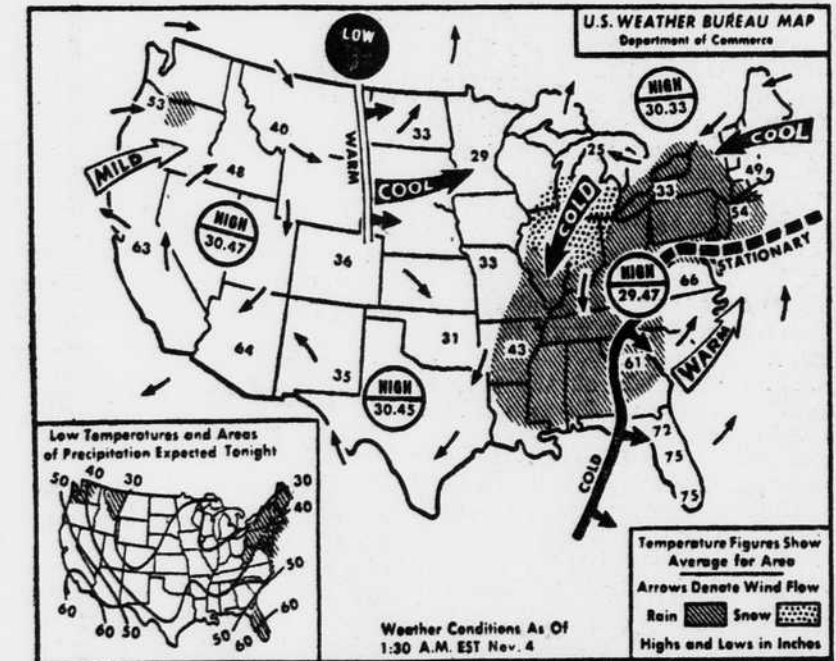 U.S. WEATHER BUREAU MAP
Department of Commerce
LOW
HIGH
30.33
COOL
53
MILD
40
WARM
33
29
25
COOL
COLD
33
49
54
48
HIGH
30.47
63
36
33
HIGH
29.47
STATIONARY
66
WARM
64
35
31
43
61
HIGH
30.45
COLD
72
75
75
Low Temperatures and Areas
of Precipitation Expected Tonight
50
40
30
30
40
50
60
60
60
50
50
60
60
Weather Conditions As Of
1:30 A.M. EST Nov. 4
Temperature Figures Show
Average for Area
Arrows Denote Wind Flow
Rain Snow
Highs and Lows in Inches